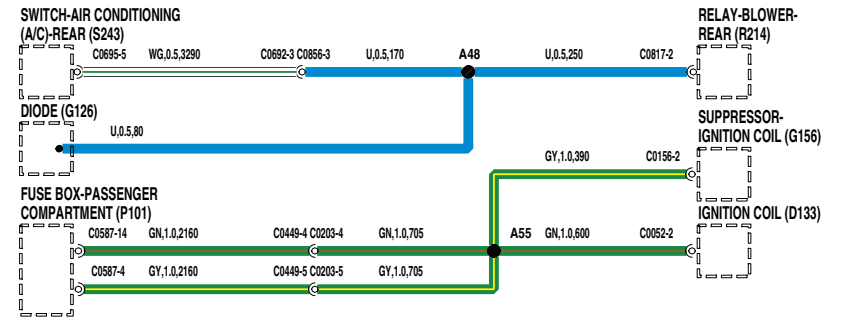 SWITCH-AIR CONDITIONING
(A/C)-REAR (S243)
RELAY-BLOWER-
REAR (R214)
C0695-5 WG,0.5,3290 C0692-3 C0856-3 U,0.5,170 A48 U,0.5,250 C0817-2
DIODE (G126)
U,0.5,80
SUPPRESSOR-
IGNITION COIL (G156)
GY,1.0,390 C0156-2
FUSE BOX-PASSENGER
COMPARTMENT (P101)
IGNITION COIL (D133)
C0587-14 GN,1.0,2160 C0449-4 C0203-4 GN,1.0,705 A55 GN,1.0,600 C0052-2
C0587-4 GY,1.0,2160 C0449-5 C0203-5 GY,1.0,705